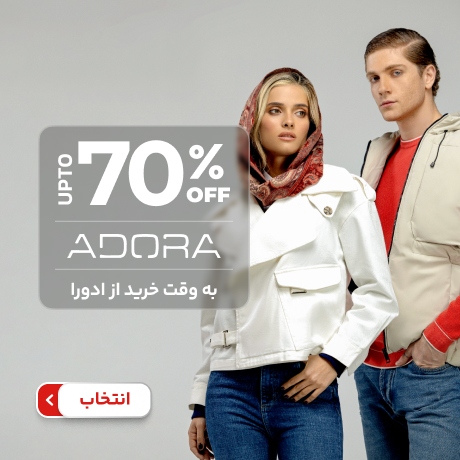 UPTO
70%
OFF
ADORA
به وقت خرید از ادورا
انتخاب